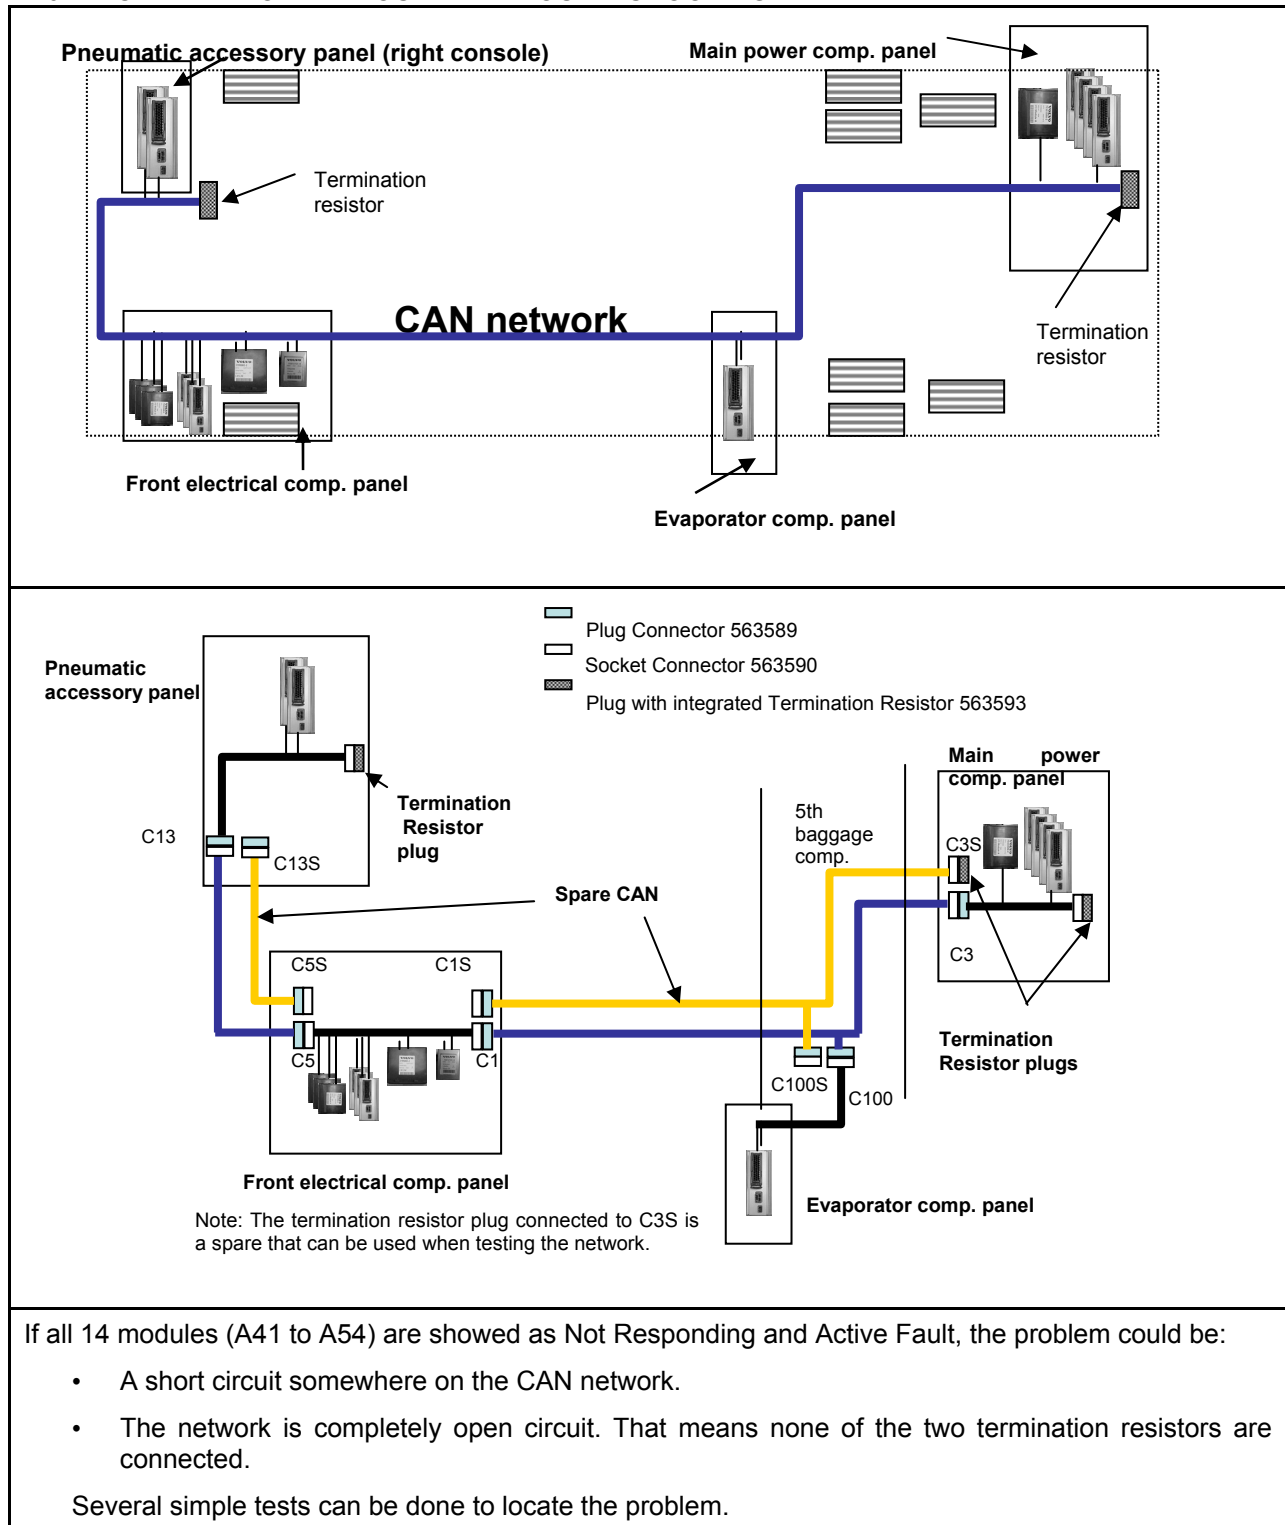 Pneumatic accessory panel (right console)
Main power comp. panel
Termination
resistor
CAN network
Termination
resistor
Front electrical comp. panel
Evaporator comp. panel
Plug Connector 563589
Socket Connector 563590
Plug with integrated Termination Resistor 563593
Pneumatic
accessory panel
Main power
comp. panel
Termination
Resistor
plug
5th
baggage
comp.
C13
C13S
C3S
Spare CAN
C3
C5S
C1S
C5
C1
Termination
Resistor plugs
C100S
C100
Front electrical comp. panel
Evaporator comp. panel
Note: The termination resistor plug connected to C3S is
a spare that can be used when testing the network.
If all 14 modules (A41 to A54) are showed as Not Responding and Active Fault, the problem could be:
• A short circuit somewhere on the CAN network.
• The network is completely open circuit. That means none of the two termination resistors are
connected.
Several simple tests can be done to locate the problem.